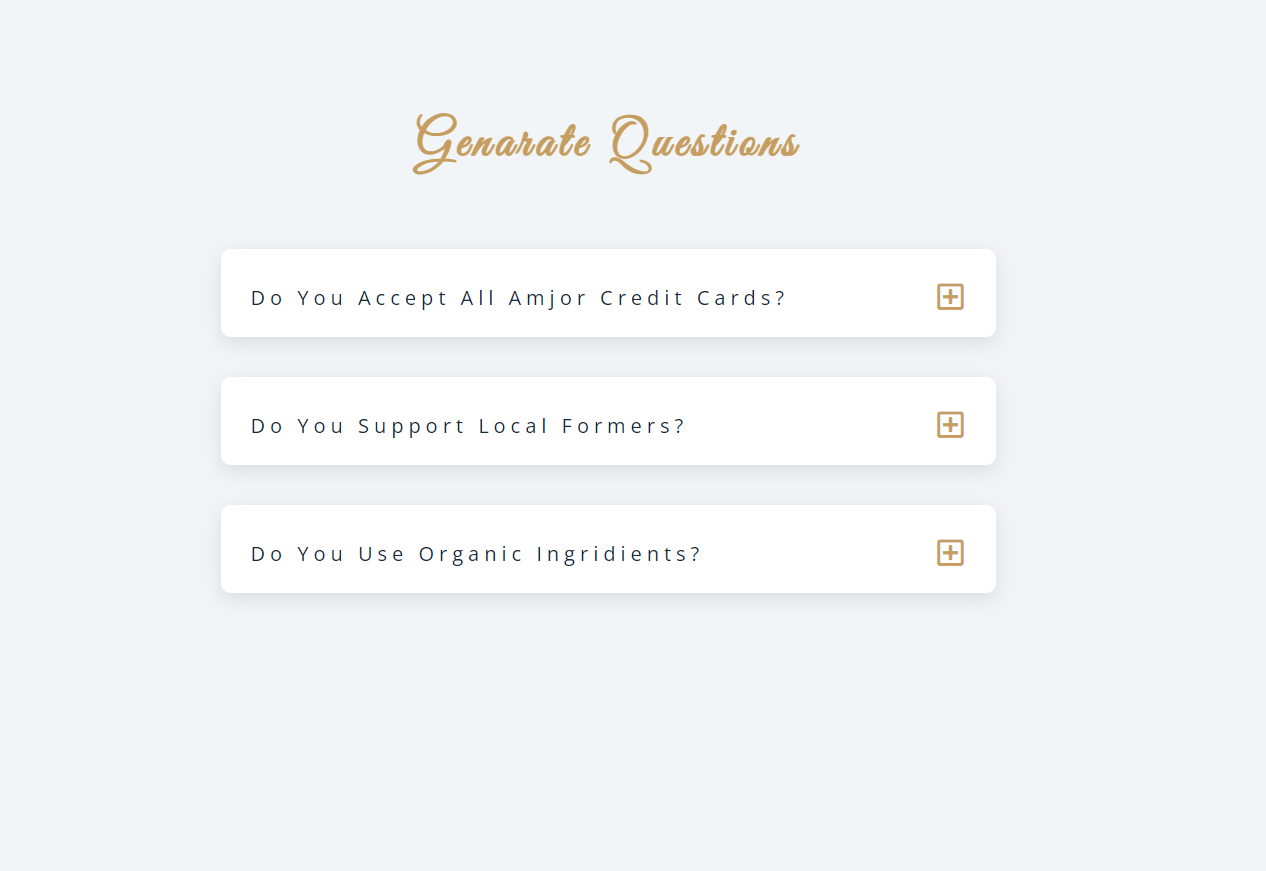 Genarate Questions
Do You Accept All Amjor Credit Cards?
Do You Support Local Formers?
Do You Use Organic Ingridients?